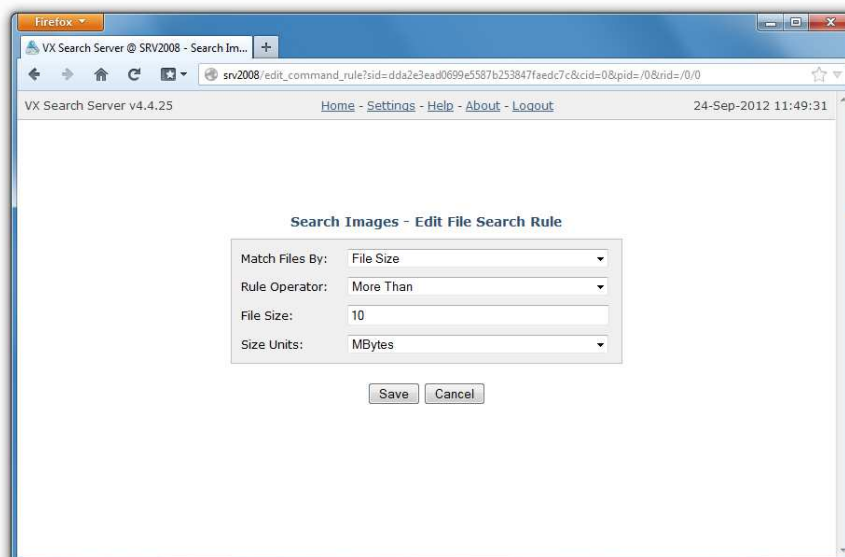 Firefox
VX Search Server @ SRV2008 - Search Im...
srv2008/edit_command_rule?sid=dda2e3ead0699e5587b253847faedc7c&cid=0&pid=/0&rid=/0/0
VX Search Server v4.4.25 Home - Settings - Help - About - Logout 24-Sep-2012 11:49:31
Search Images - Edit File Search Rule
Match Files By: File Size
Rule Operator: More Than
File Size: 10
Size Units: MBytes
Save Cancel